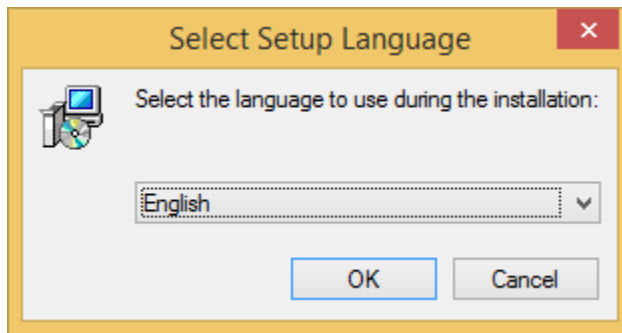 Select Setup Language
Select the language to use during the installation:
English
OK
Cancel